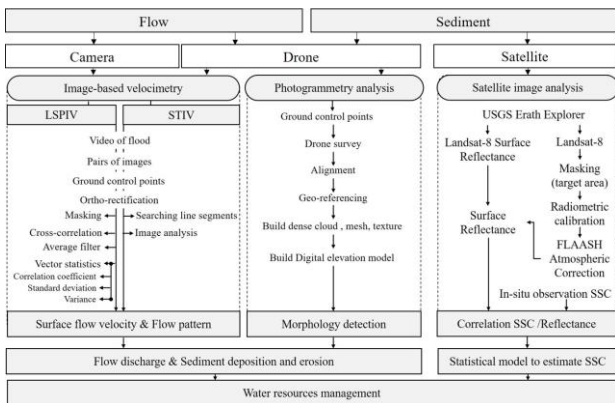 Flow
Sediment
Camera
Drone
Satellite
Image-based velocimetry
Photogrammetry analysis
Satellite image analysis
LSPIV
STIV
Video of flood
Pairs of images
Ground control points
Ortho-rectification
Masking
Searching line segments
Cross-correlation
Image analysis
Average filter
Vector statistics
Correlation coefficient
Standard deviation
Variance
Ground control points
Drone survey
Alignment
Geo-referencing
Build dense cloud , mesh, texture
Build Digital elevation model
USGS Erath Explorer
Landsat-8 Surface
Reflectance
Landsat-8
Masking
(target area)
Radiometric
calibration
Surface
Reflectance
FLAASH
Atmospheric
Correction
In-situ observation SSC
Surface flow velocity & Flow pattern
Morphology detection
Correlation SSC /Reflectance
Flow discharge & Sediment deposition and erosion
Statistical model to estimate SSC
Water resources management